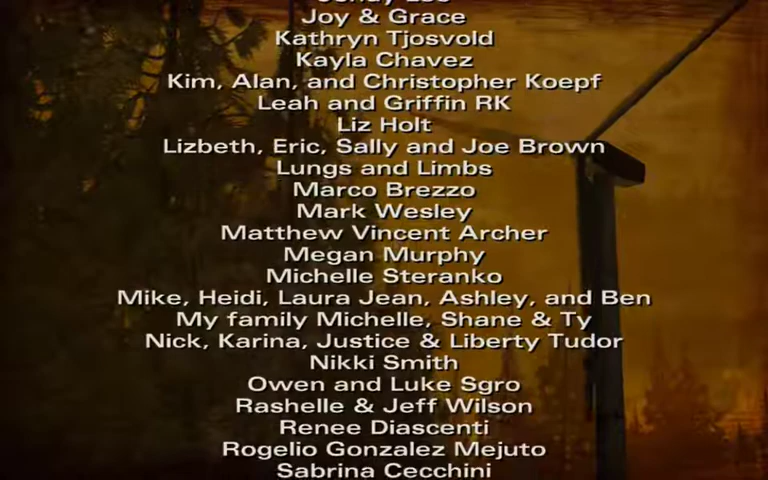 Joy & Grace
Kathryn Tjosvold
Kayla Chavez
Kim, Alan, and Christopher Koepf
Leah and Griffin RK
Liz Holt
Lizbeth, Eric, Sally and Joe Brown
Lungs and Limbs
Marco Brezzo
Mark Wesley
Matthew Vincent Archer
Megan Murphy
Michelle Steranko
Mike, Heidi, Laura Jean, Ashley, and Ben
My family Michelle, Shane & Ty
Nick, Karina, Justice & Liberty Tudor
Nikki Smith
Owen and Luke Sgro
Rashelle & Jeff Wilson
Renee Diascenti
Rogelio Gonzalez Mejuto
Sabrina Cecchini